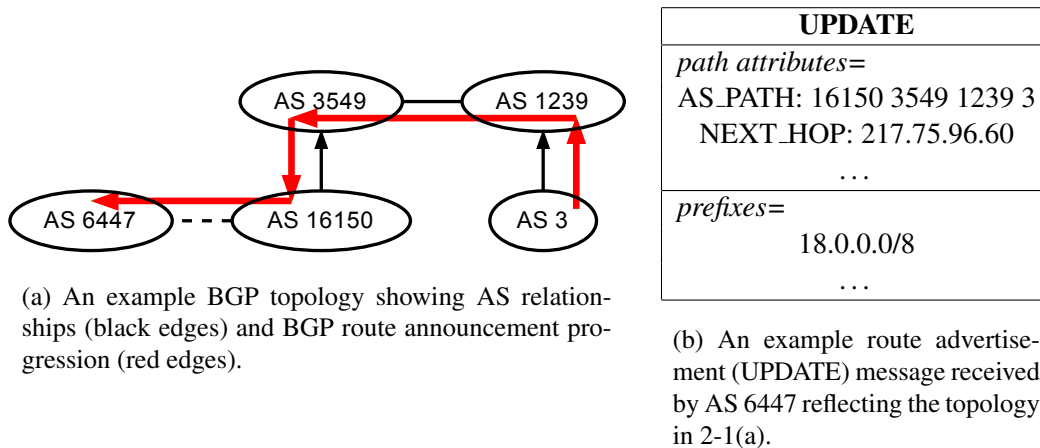 AS 3549
AS 1239
AS 6447
AS 16150
AS 3
(a) An example BGP topology showing AS relation-
ships (black edges) and BGP route announcement pro-
gression (red edges).
UPDATE
path attributes=
AS_PATH: 16150 3549 1239 3
NEXT_HOP: 217.75.96.60
. . .
prefixes=
18.0.0.0/8
. . .
(b) An example route advertise-
ment (UPDATE) message received
by AS 6447 reflecting the topology
in 2-1(a).